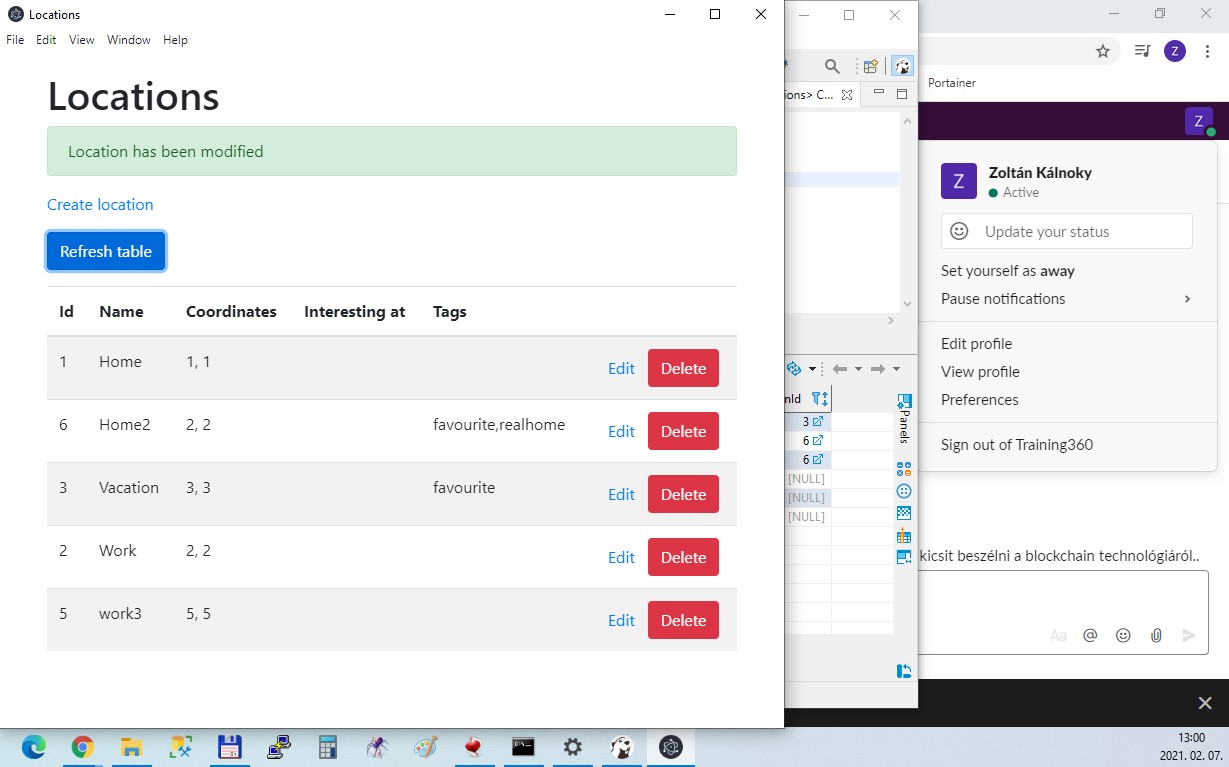 Locations
File Edit View Window Help
Locations
Location has been modified
Create location
Refresh table
Id Name Coordinates Interesting at Tags
1 Home 1, 1 Edit Delete
6 Home2 2, 2 favourite,realhome Edit Delete
3 Vacation 3, 3 favourite Edit Delete
2 Work 2, 2 Edit Delete
5 work3 5, 5 Edit Delete
ions> C...
nId
3
6
6
[NULL]
[NULL]
[NULL]
Panels
Z
Portainer
Z
Z
Zoltán Kálnoky
Active
Update your status
Set yourself as away
Pause notifications
Edit profile
View profile
Preferences
Sign out of Training360
kicsit beszélni a blockchain technológiáról..
Aa @
13:00
2021. 02. 07.